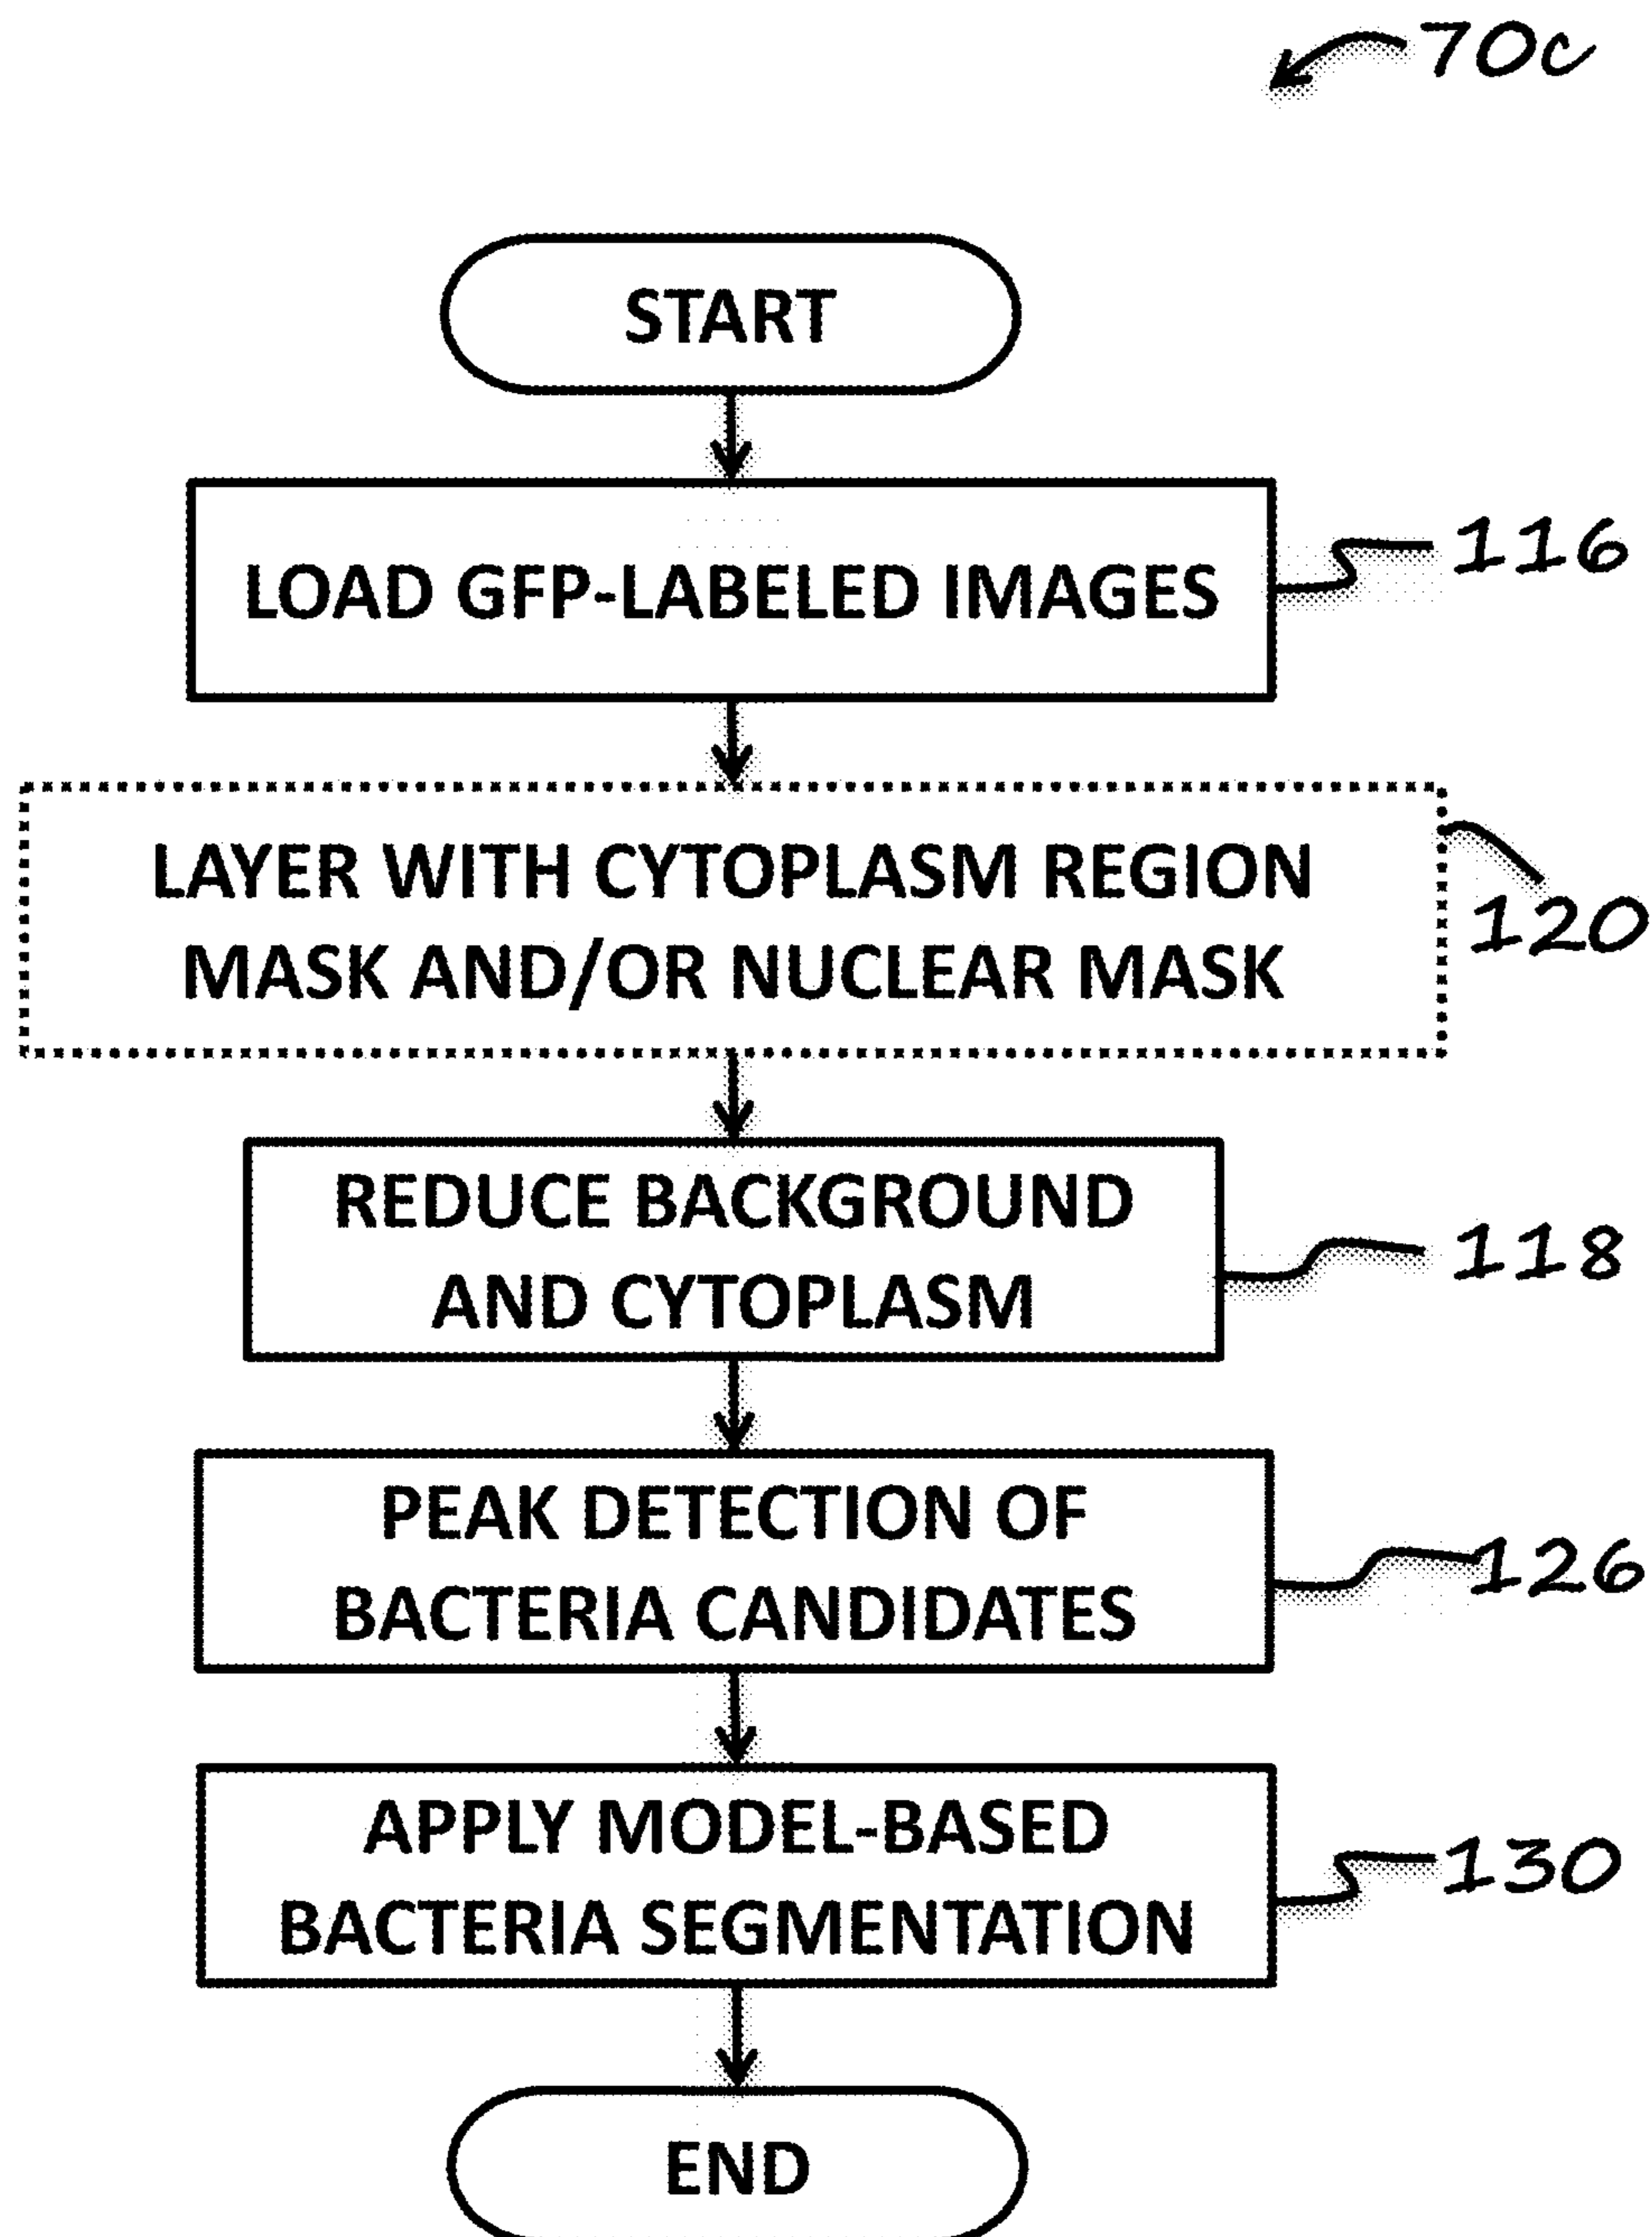 70c
START
LOAD GFP-LABELED IMAGES
116
LAYER WITH CYTOPLASM REGION
MASK AND/OR NUCLEAR MASK
120
REDUCE BACKGROUND
AND CYTOPLASM
118
PEAK DETECTION OF
BACTERIA CANDIDATES
126
APPLY MODEL-BASED
BACTERIA SEGMENTATION
130
END